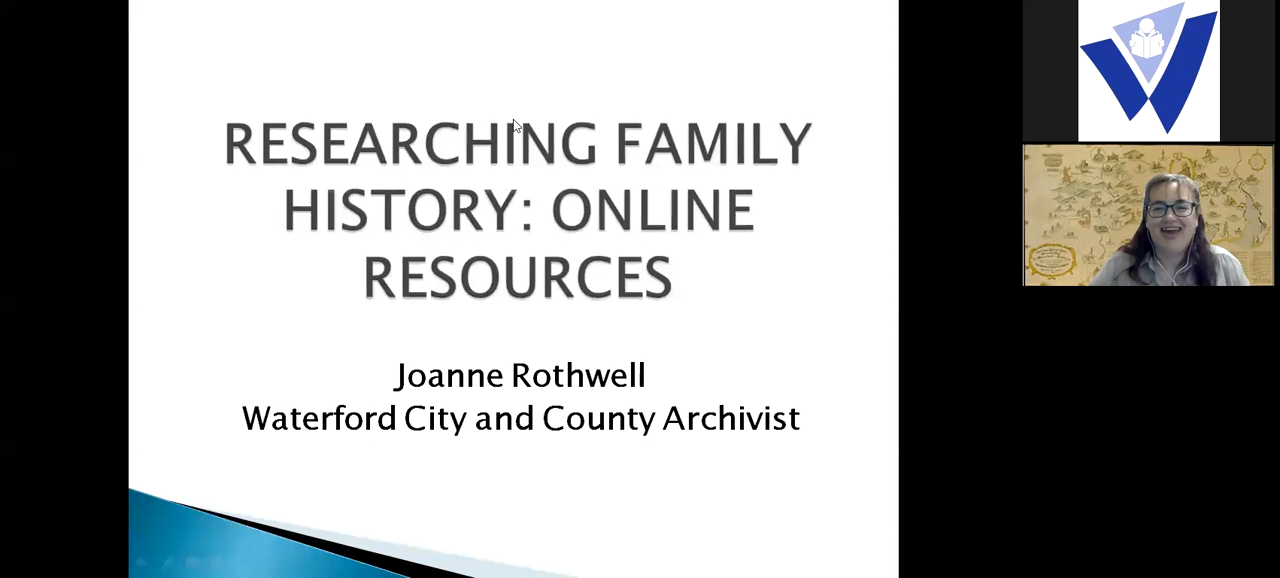 RESEARCHING FAMILY
HISTORY: ONLINE
RESOURCES
Joanne Rothwell
Waterford City and County Archivist